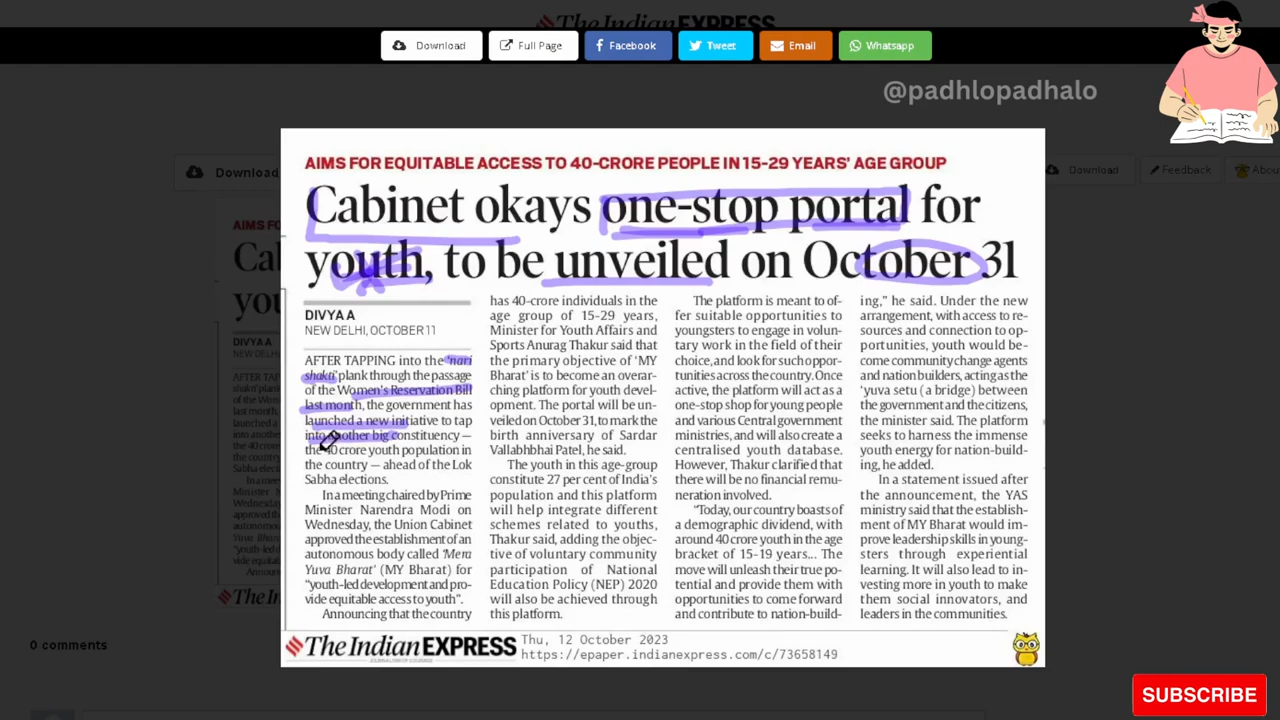 The Indian EXPRESS
Download
Full Page
Facebook
Tweet
Email
Whatsapp
@padhlopadhalo
Download
Download
Feedback
AIMS FOR EQUITABLE ACCESS TO 40-CRORE PEOPLE IN 15-29 YEARS' AGE GROUP
Cabinet okays one-stop portal for
youth, to be unveiled on October 31
DIVYA A
NEW DELHI, OCTOBER 11
AFTER TAPPING into the 'nari
shakti' plank through the passage
of the Women's Reservation Bill
last month, the government has
launched a new initiative to tap
into another big constituency —
the 40 crore youth population in
the country — ahead of the Lok
Sabha elections.
In a meeting chaired by Prime
Minister Narendra Modi on
Wednesday, the Union Cabinet
approved the establishment of an
autonomous body called 'Mera
Yuva Bharat' (MY Bharat) for
"youth-led development and pro-
vide equitable access to youth".
Announcing that the country
has 40-crore individuals in the
age group of 15-29 years,
Minister for Youth Affairs and
Sports Anurag Thakur said that
the primary objective of 'MY
Bharat' is to become an overar-
ching platform for youth devel-
opment. The portal will be un-
veiled on October 31, to mark the
birth anniversary of Sardar
Vallabhbhai Patel, he said.
The youth in this age-group
constitute 27 per cent of India's
population and this platform
will help integrate different
schemes related to youths,
Thakur said, adding the objec-
tive of voluntary community
participation of National
Education Policy (NEP) 2020
will also be achieved through
this platform.
The platform is meant to of-
fer suitable opportunities to
youngsters to engage in volun-
tary work in the field of their
choice, and look for such oppor-
tunities across the country. Once
active, the platform will act as a
one-stop shop for young people
and various Central government
ministries, and will also create a
centralised youth database.
However, Thakur clarified that
there will be no financial remu-
neration involved.
"Today, our country boasts of
a demographic dividend, with
around 40 crore youth in the age
bracket of 15-19 years... The
move will unleash their true po-
tential and provide them with
opportunities to come forward
and contribute to nation-build-
ing," he said. Under the new
arrangement, with access to re-
sources and connection to op-
portunities, youth would be-
come community change agents
and nation builders, acting as the
'yuva setu (a bridge) between
the government and the citizens,
the minister said. The platform
seeks to harness the immense
youth energy for nation-build-
ing, he added.
In a statement issued after
the announcement, the YAS
ministry said that the establish-
ment of MY Bharat would im-
prove leadership skills in young-
sters through experiential
learning. It will also lead to in-
vesting more in youth to make
them social innovators, and
leaders in the communities.
The Indian EXPRESS
JOURNALISM OF COURAGE
Thu, 12 October 2023
https://epaper.indianexpress.com/c/73658149
0 comments
SUBSCRIBE